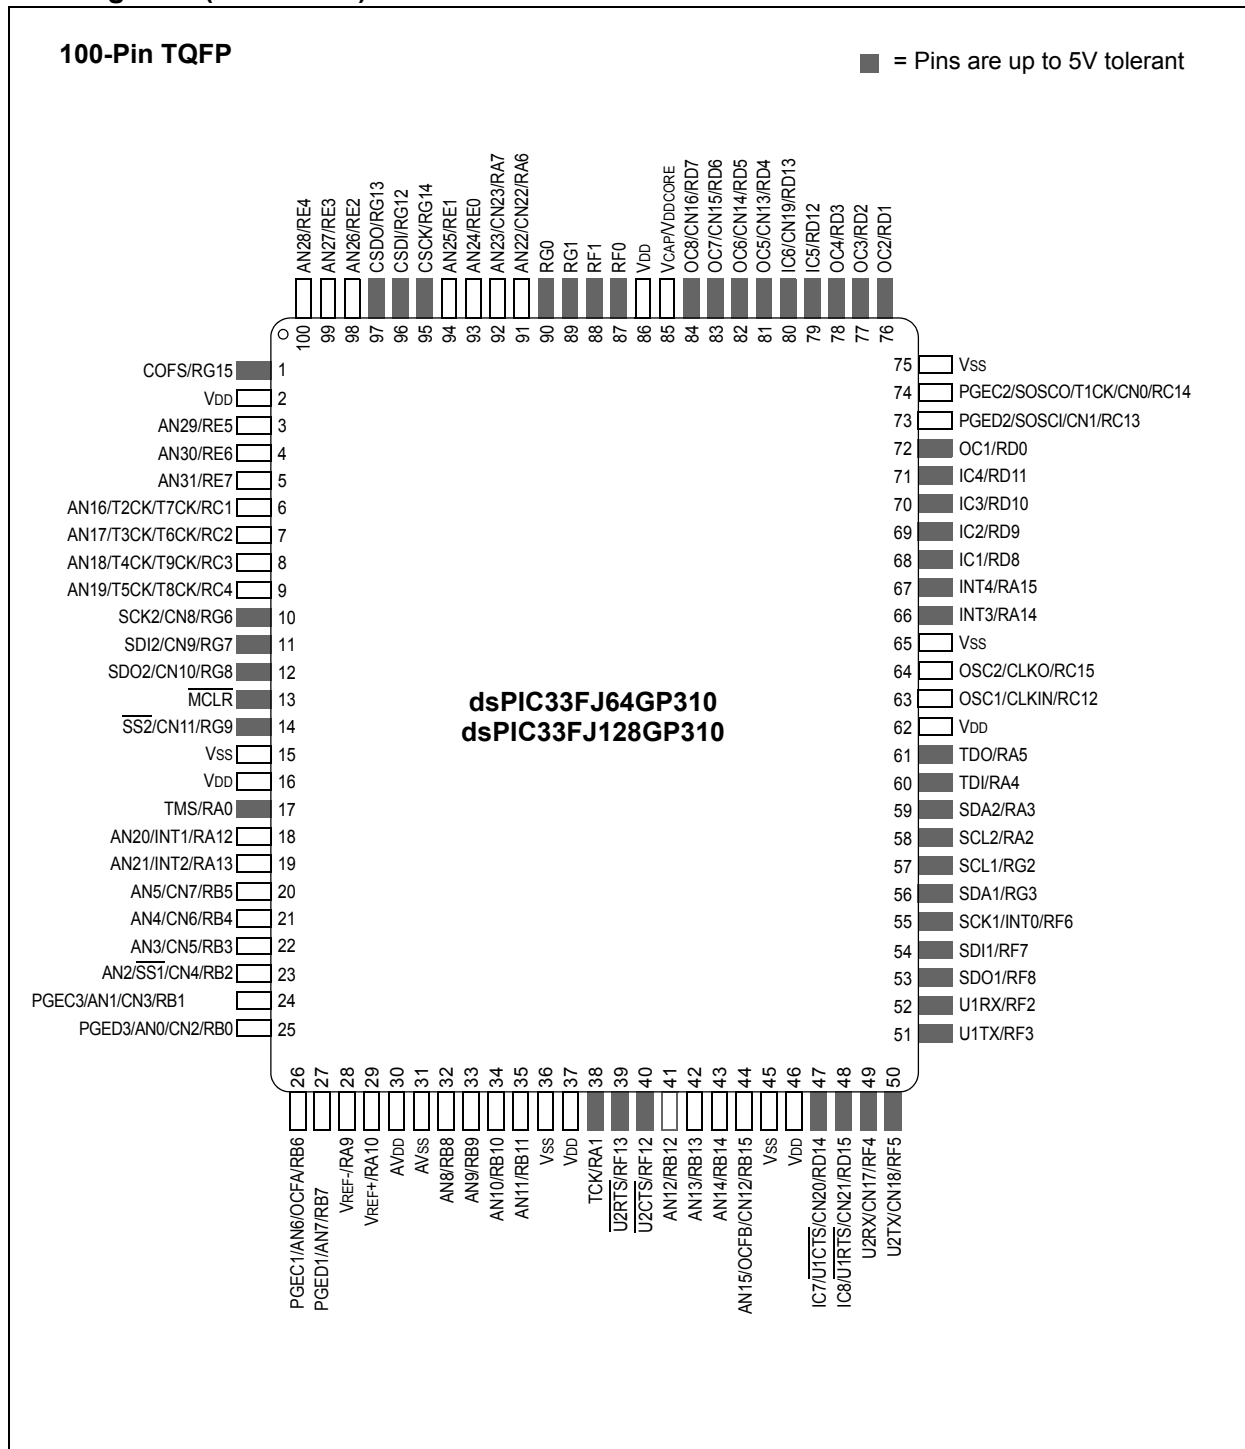 100-Pin TQFP
= Pins are up to 5V tolerant
AN28/RE4
AN27/RE3
AN26/RE2
CSDO/RG13
CSDI/RG12
CSCK/RG14
AN25/RE1
AN24/RE0
AN23/CN23/RA7
AN22/CN22/RA6
RG0
RG1
RF1
RF0
VDD
VCAP/VDDCORE
OC8/CN16/RD7
OC7/CN15/RD6
OC6/CN14/RD5
OC5/CN13/RD4
IC6/CN19/RD13
IC5/RD12
OC4/RD3
OC3/RD2
OC2/RD1
100 99 98 97 96 95 94 93 92 91 90 89 88 87 86 85 84 83 82 81 80 79 78 77 76
COFS/RG15 1
VDD 2
AN29/RE5 3
AN30/RE6 4
AN31/RE7 5
AN16/T2CK/T7CK/RC1 6
AN17/T3CK/T6CK/RC2 7
AN18/T4CK/T9CK/RC3 8
AN19/T5CK/T8CK/RC4 9
SCK2/CN8/RG6 10
SDI2/CN9/RG7 11
SDO2/CN10/RG8 12
MCLR 13
SS2/CN11/RG9 14
VSS 15
VDD 16
TMS/RA0 17
AN20/INT1/RA12 18
AN21/INT2/RA13 19
AN5/CN7/RB5 20
AN4/CN6/RB4 21
AN3/CN5/RB3 22
AN2/SS1/CN4/RB2 23
PGEC3/AN1/CN3/RB1 24
PGED3/AN0/CN2/RB0 25
dsPIC33FJ64GP310
dsPIC33FJ128GP310
75 VSS
74 PGEC2/SOSCO/T1CK/CN0/RC14
73 PGED2/SOSCI/CN1/RC13
72 OC1/RD0
71 IC4/RD11
70 IC3/RD10
69 IC2/RD9
68 IC1/RD8
67 INT4/RA15
66 INT3/RA14
65 VSS
64 OSC2/CLKO/RC15
63 OSC1/CLKIN/RC12
62 VDD
61 TDO/RA5
60 TDI/RA4
59 SDA2/RA3
58 SCL2/RA2
57 SCL1/RG2
56 SDA1/RG3
55 SCK1/INT0/RF6
54 SDI1/RF7
53 SDO1/RF8
52 U1RX/RF2
51 U1TX/RF3
26 27 28 29 30 31 32 33 34 35 36 37 38 39 40 41 42 43 44 45 46 47 48 49 50
PGEC1/AN6/OCFA/RB6
PGED1/AN7/RB7
VREF-/RA9
VREF+/RA10
AVDD
AVSS
AN8/RB8
AN9/RB9
AN10/RB10
AN11/RB11
VSS
VDD
TCK/RA1
U2RTS/RF13
U2CTS/RF12
AN12/RB12
AN13/RB13
AN14/RB14
AN15/OCFB/CN12/RB15
VSS
VDD
IC7/U1CTS/CN20/RD14
IC8/U1RTS/CN21/RD15
U2RX/CN17/RF4
U2TX/CN18/RF5